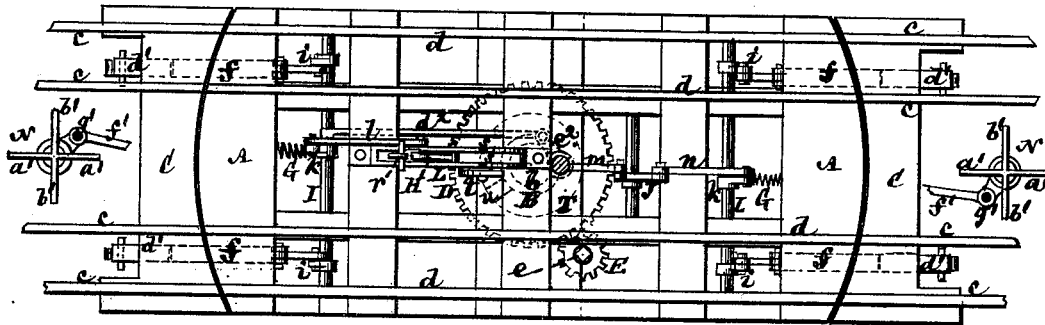 c d c
d' f i i f d'
c d c
b' N g' f' a' a' b'
G k l d² e² m n k G
A I r' H L D t u b B T j I A
C C
N b' a' a f' g' b'
c d c
d' f i e E i f d'
c d c